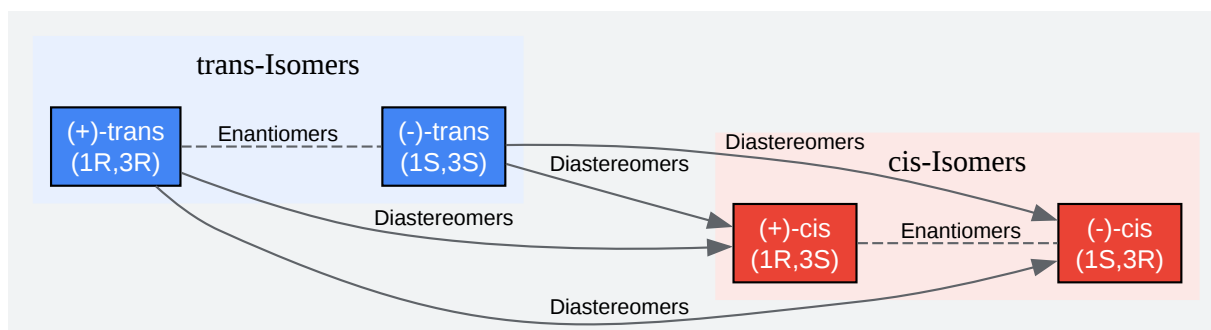 trans-Isomers
(+)-trans
(1R,3R)
Enantiomers
(-)-trans
(1S,3S)
Diastereomers
Diastereomers
Diastereomers
Diastereomers
cis-Isomers
(+)-cis
(1R,3S)
Enantiomers
(-)-cis
(1S,3R)